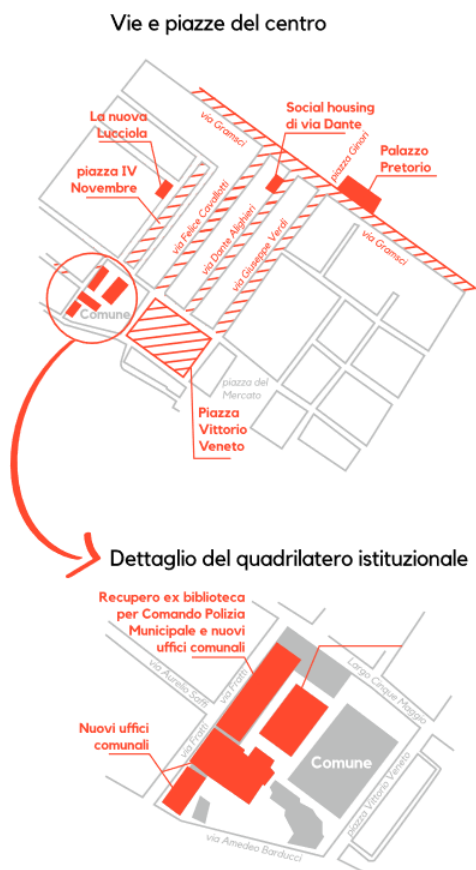 Vie e piazze del centro
La nuova
Lucciola
via Gramsci
Social housing
di via Dante
piazza Ginori
Palazzo
Pretorio
piazza IV
Novembre
via Felice Cavallotti
via Dante Alighieri
via Giuseppe Verdi
via Gramsci
Comune
piazza del
Mercato
Piazza
Vittorio
Veneto
Dettaglio del quadrilatero istituzionale
Recupero ex biblioteca
per Comando Polizia
Municipale e nuovi
uffici comunali
via Aurelio Saffi
via Fratti
Largo Cinque Maggio
Nuovi uffici
comunali
via Fratti
Comune
piazza Vittorio Veneto
via Amedeo Barducci